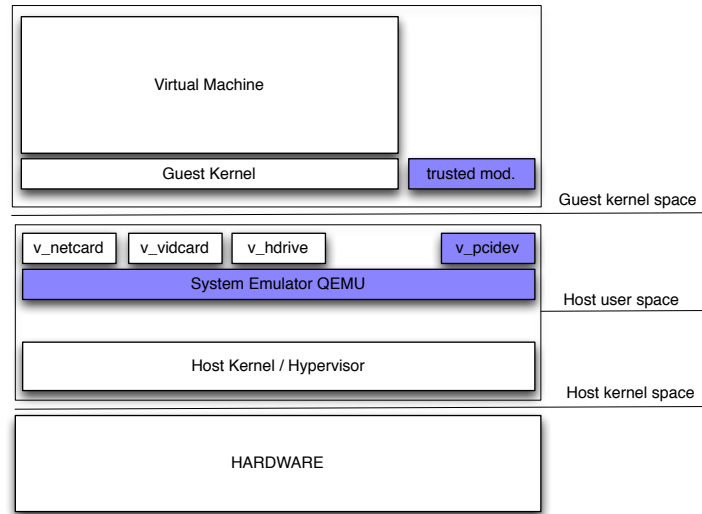 Virtual Machine
Guest Kernel
trusted mod.
Guest kernel space
v_netcard
v_vidcard
v_hdrive
v_pcidev
System Emulator QEMU
Host user space
Host Kernel / Hypervisor
Host kernel space
HARDWARE